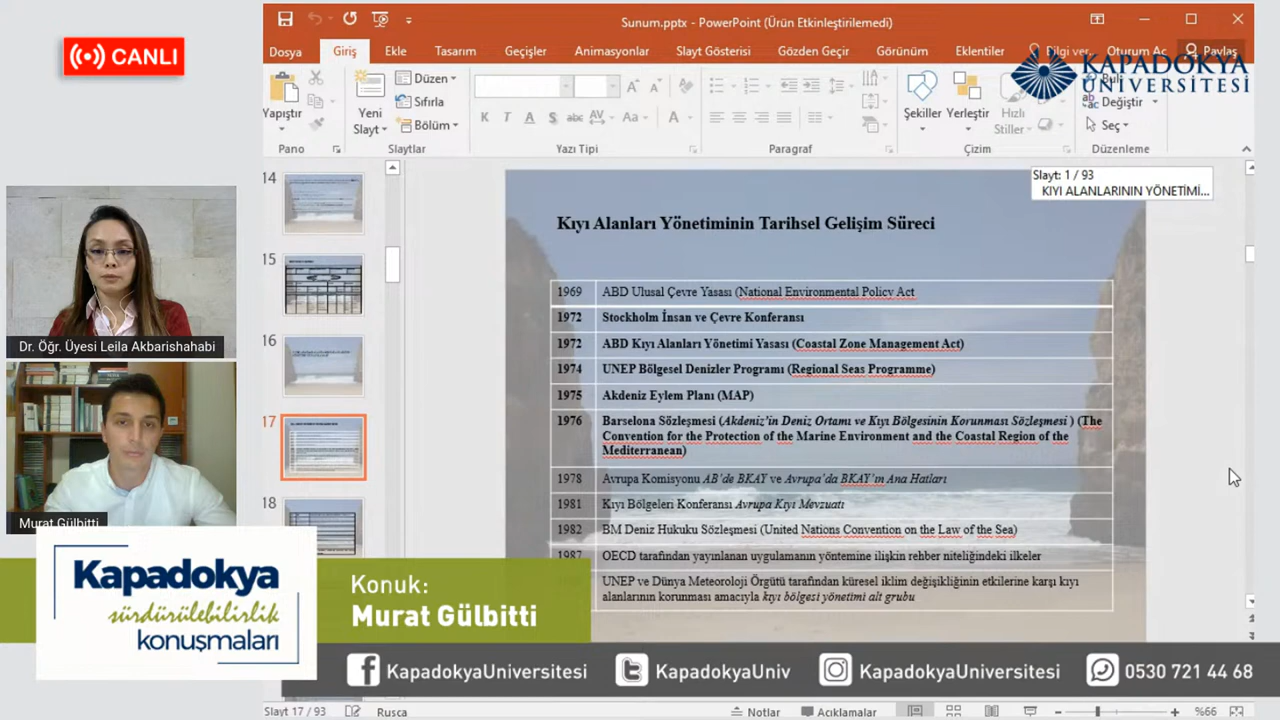 CANLI
Sunum.pptx - PowerPoint (Ürün Etkinleştirilemedi)
Dosya Giriş Ekle Tasarım Geçişler Animasyonlar Slayt Gösterisi Gözden Geçir Görünüm Eklentiler Bilgi ver. Oturum Aç Paylaş
KAPADOKYA
ÜNİVERSİTESİ
Yapıştır
Yeni
Slayt
Düzen
Sıfırla
Bölüm
K T A S abc AV Aa A
Şekiller Yerleştir Hızlı
Stiller
Bul
Değiştir
Seç
Pano Slaytlar Yazı Tipi Paragraf Çizim Düzenleme
14
15
16
17
18
Slayt: 1 / 93
KIYI ALANLARININ YÖNETİMİ...
Kıyı Alanları Yönetiminin Tarihsel Gelişim Süreci
1969 ABD Ulusal Çevre Yasası (National Environmental Policy Act
1972 Stockholm İnsan ve Çevre Konferansı
1972 ABD Kıyı Alanları Yönetimi Yasası (Coastal Zone Management Act)
1974 UNEP Bölgesel Denizler Programı (Regional Seas Programme)
1975 Akdeniz Eylem Planı (MAP)
1976 Barselona Sözleşmesi (Akdeniz'in Deniz Ortamı ve Kıyı Bölgesinin Korunması Sözleşmesi ) (The
Convention for the Protection of the Marine Environment and the Coastal Region of the
Mediterranean)
1978 Avrupa Komisyonu AB'de BKAY ve Avrupa'da BKAY'ın Ana Hatları
1981 Kıyı Bölgeleri Konferansı Avrupa Kıyı Mevzuatı
1982 BM Deniz Hukuku Sözleşmesi (United Nations Convention on the Law of the Sea)
1987 OECD tarafından yayınlanan uygulamanın yöntemine ilişkin rehber niteliğindeki ilkeler
UNEP ve Dünya Meteoroloji Örgütü tarafından küresel iklim değişikliğinin etkilerine karşı kıyı
alanlarının korunması amacıyla kıyı bölgesi yönetimi alt grubu
Dr. Öğr. Üyesi Leila Akbarishahabi
Murat Gülbitti
Kapadokya
sürdürülebilirlik
konuşmaları
Konuk:
Murat Gülbitti
KapadokyaUniversitesi KapadokyaUniv KapadokyaUniversitesi 0530 721 44 68
Slayt 17 / 93 Rusça Notlar Açıklamalar %66